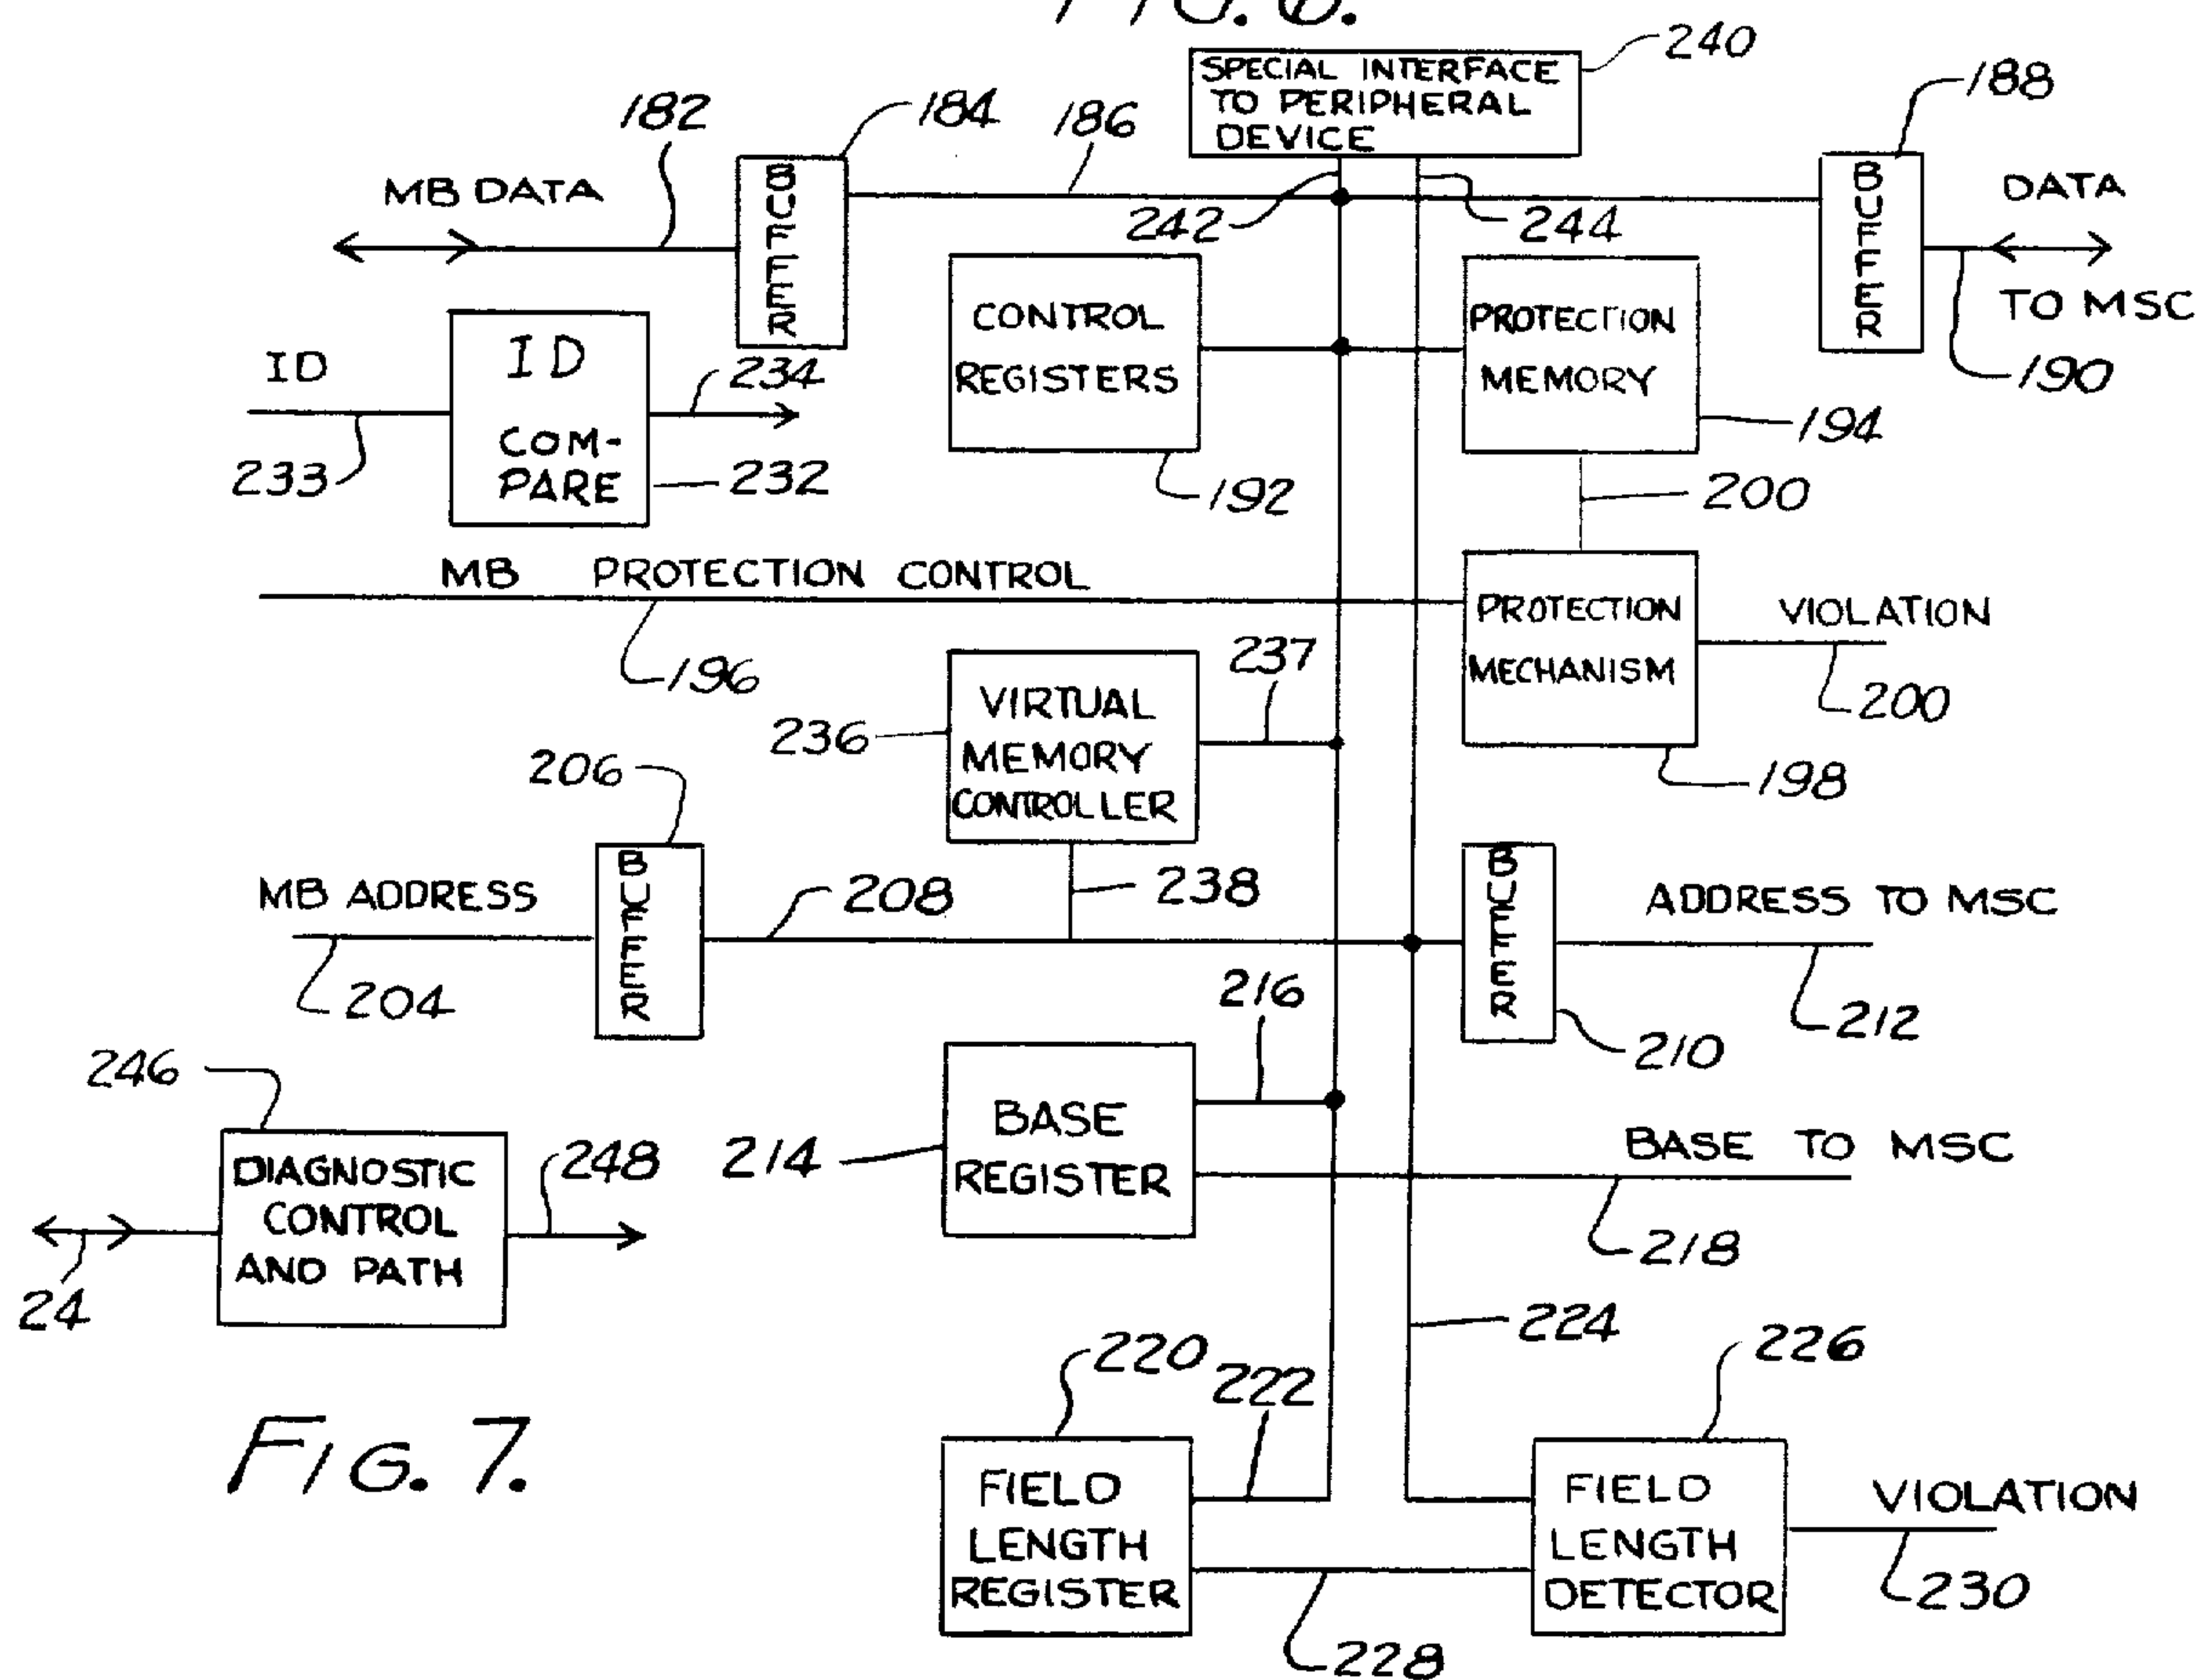 FIG. 6.
240
SPECIAL INTERFACE
TO PERIPHERAL
DEVICE
182
184
186
188
MB DATA
BUFFER
242
244
BUFFER
DATA
TO MSC
190
ID
ID
COM-
PARE
234
233
232
CONTROL
REGISTERS
192
PROTECTION
MEMORY
194
200
MB PROTECTION CONTROL
196
PROTECTION
MECHANISM
VIOLATION
200
198
237
VIRTUAL
MEMORY
CONTROLLER
236
206
MB ADDRESS
BUFFER
208
238
204
BUFFER
ADDRESS TO MSC
212
210
216
246
DIAGNOSTIC
CONTROL
AND PATH
248
24
214
BASE
REGISTER
BASE TO MSC
218
224
220
222
226
FIELD
LENGTH
REGISTER
FIELD
LENGTH
DETECTOR
VIOLATION
230
228
FIG. 7.